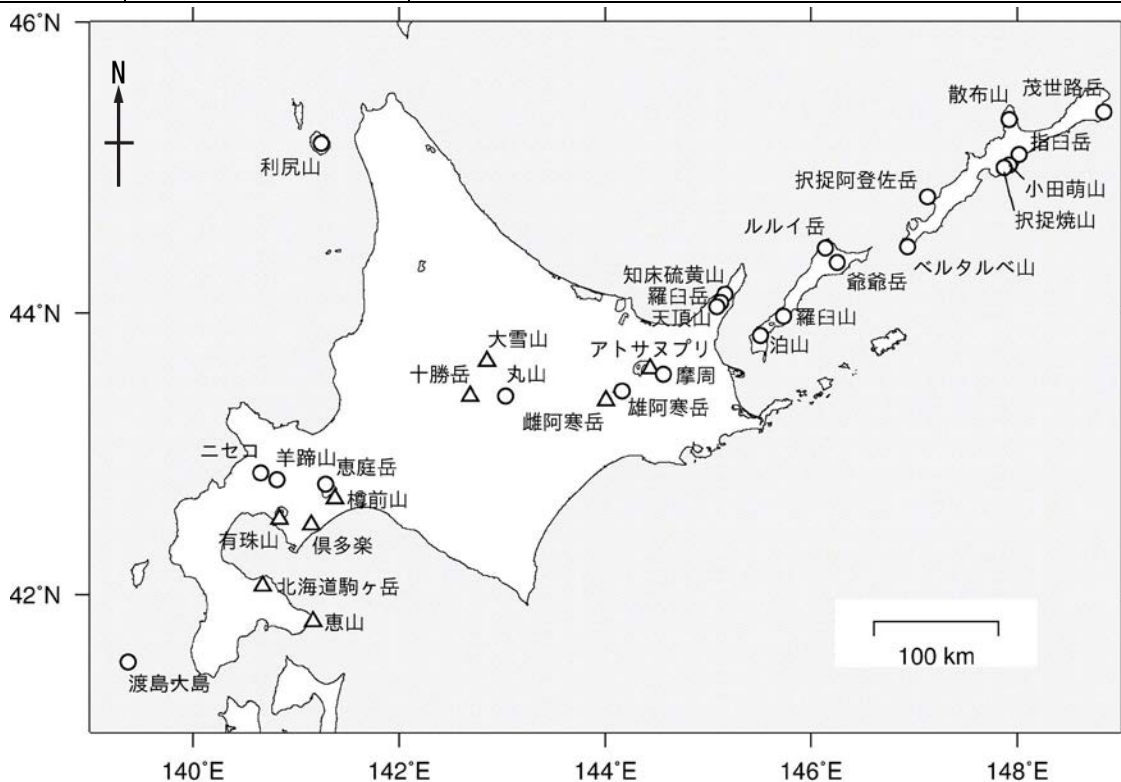 46˚N
N
散布山
茂世路岳
利尻山
指臼岳
択捉阿登佐岳
小田萌山
択捉焼山
ルルイ岳
ベルタルベ山
爺爺岳
知床硫黄山
羅臼岳
天頂山
44˚N
羅臼山
泊山
大雪山
アトサヌプリ
十勝岳
丸山
摩周
雌阿寒岳
雄阿寒岳
ニセコ
羊蹄山
恵庭岳
樽前山
有珠山
倶多楽
42˚N
北海道駒ヶ岳
恵山
100 km
渡島大島
140˚E
142˚E
144˚E
146˚E
148˚E